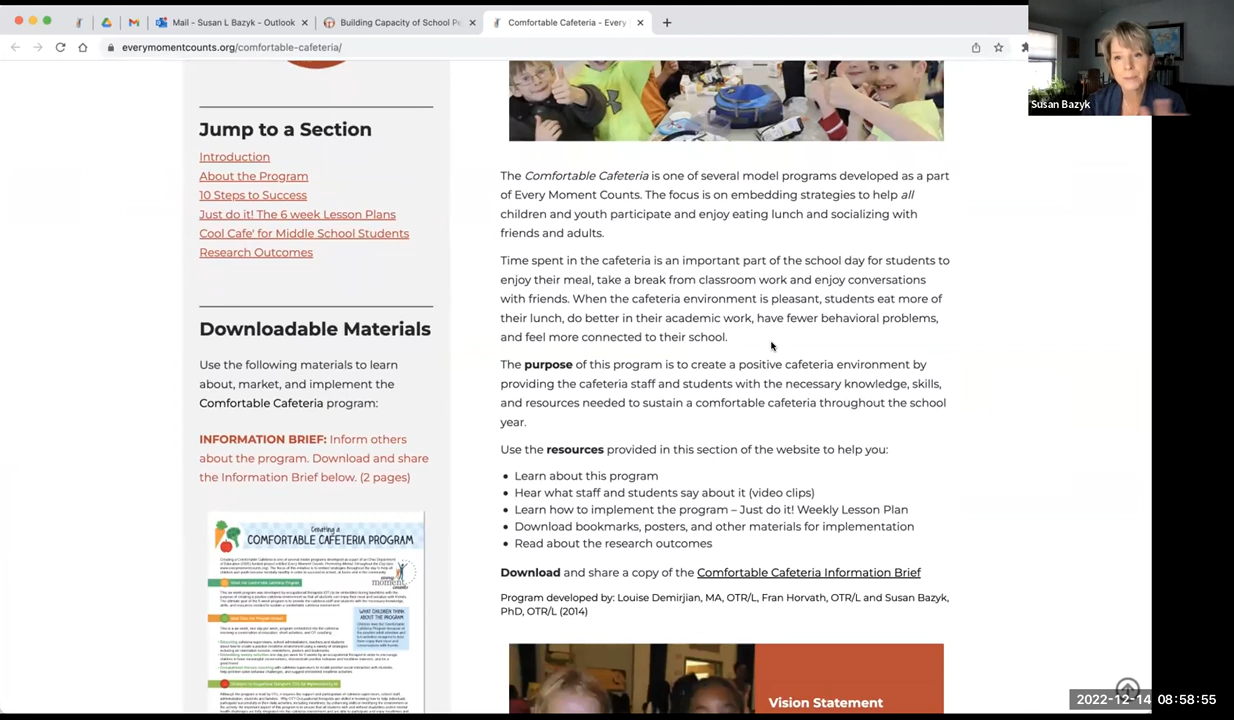 Mail - Susan L Bazyk - Outlook
Building Capacity of School Pe
Comfortable Cafeteria - Every
everymomentcounts.org/comfortable-cafeteria/
Susan Bazyk
Jump to a Section
Introduction
About the Program
10 Steps to Success
Just do it! The 6 week Lesson Plans
Cool Cafe' for Middle School Students
Research Outcomes
Downloadable Materials
Use the following materials to learn
about, market, and implement the
Comfortable Cafeteria program:
INFORMATION BRIEF: Inform others
about the program. Download and share
the Information Brief below. (2 pages)
Creating a
COMFORTABLE CAFETERIA PROGRAM
every
moment
counts
WHAT CHILDREN THINK
ABOUT THE PROGRAM
The Comfortable Cafeteria is one of several model programs developed as a part
of Every Moment Counts. The focus is on embedding strategies to help all
children and youth participate and enjoy eating lunch and socializing with
friends and adults.
Time spent in the cafeteria is an important part of the school day for students to
enjoy their meal, take a break from classroom work and enjoy conversations
with friends. When the cafeteria environment is pleasant, students eat more of
their lunch, do better in their academic work, have fewer behavioral problems,
and feel more connected to their school.
The purpose of this program is to create a positive cafeteria environment by
providing the cafeteria staff and students with the necessary knowledge, skills,
and resources needed to sustain a comfortable cafeteria throughout the school
year.
Use the resources provided in this section of the website to help you:
• Learn about this program
• Hear what staff and students say about it (video clips)
• Learn how to implement the program – Just do it! Weekly Lesson Plan
• Download bookmarks, posters, and other materials for implementation
• Read about the research outcomes
Download and share a copy of the Comfortable Cafeteria Information Brief
Program developed by: Louise Demirjian, MA, OTR/L, Fran Horvath, OTR/L and Susan Bazyk,
PhD, OTR/L (2014)
Vision Statement
2022-12-14 08:58:55